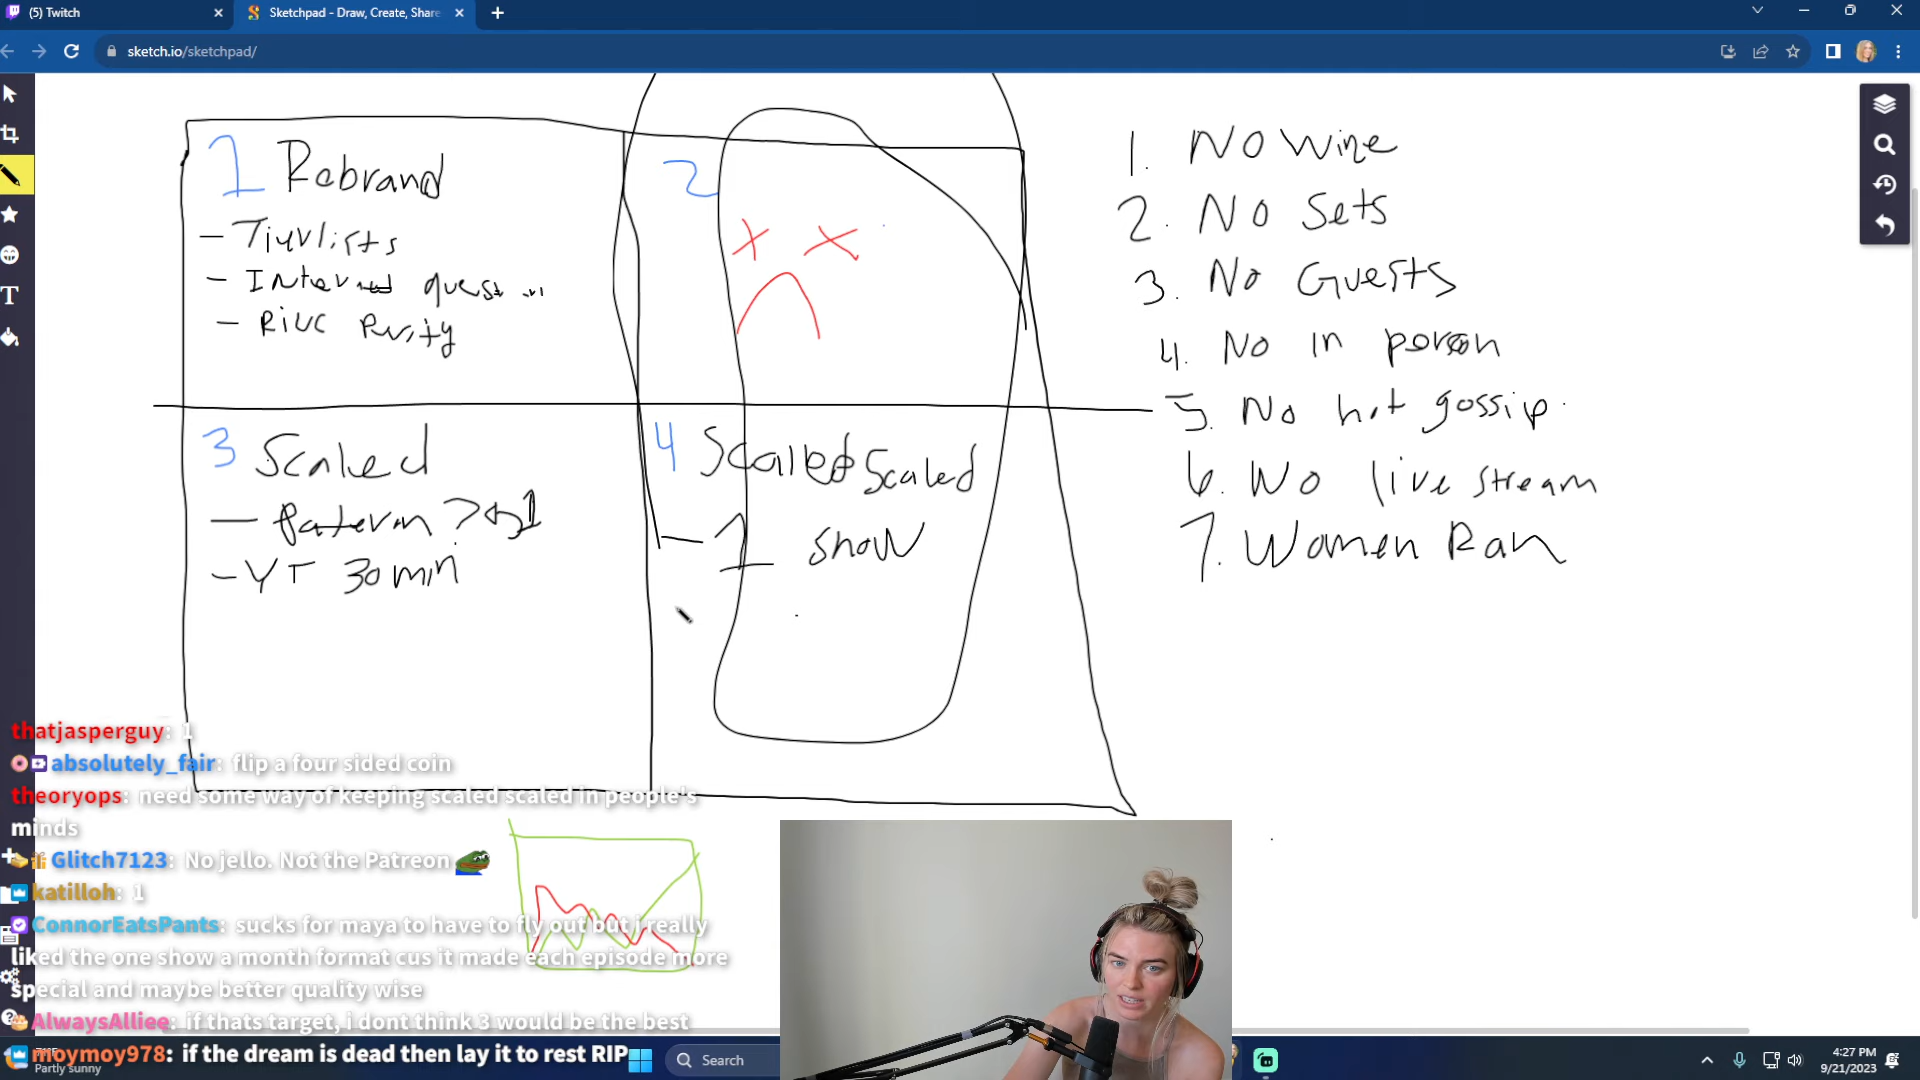 (5) Twitch
Sketchpad - Draw, Create, Share
sketch.io/sketchpad/
1 Rebrand
- Tiurlists
- Internet quest
- RIUC Purity
2
3 Scaled
- 1
- YT 30 min
4 Scaled Scaled
- 1 show
1. No Wine
2. No Sets
3. No Guests
4. No in person
5. No hot gossip.
6. No live stream
7. Women Ran
thatjasperguy: 1
absolutely_fair: flip a four sided coin
theoryops: need some way of keeping scaled scaled in people's
minds
Glitch7123: No jello. Not the Patreon
katilloh: 1
ConnorEatsPants: sucks for maya to have to fly out but i really
liked the one show a month format cus it made each episode more
special and maybe better quality wise
AlwaysAlliee: if thats target, i dont think 3 would be the best
moymoy978: if the dream is dead then lay it to rest RIP
Partly sunny
Search
4:27 PM
9/21/2023